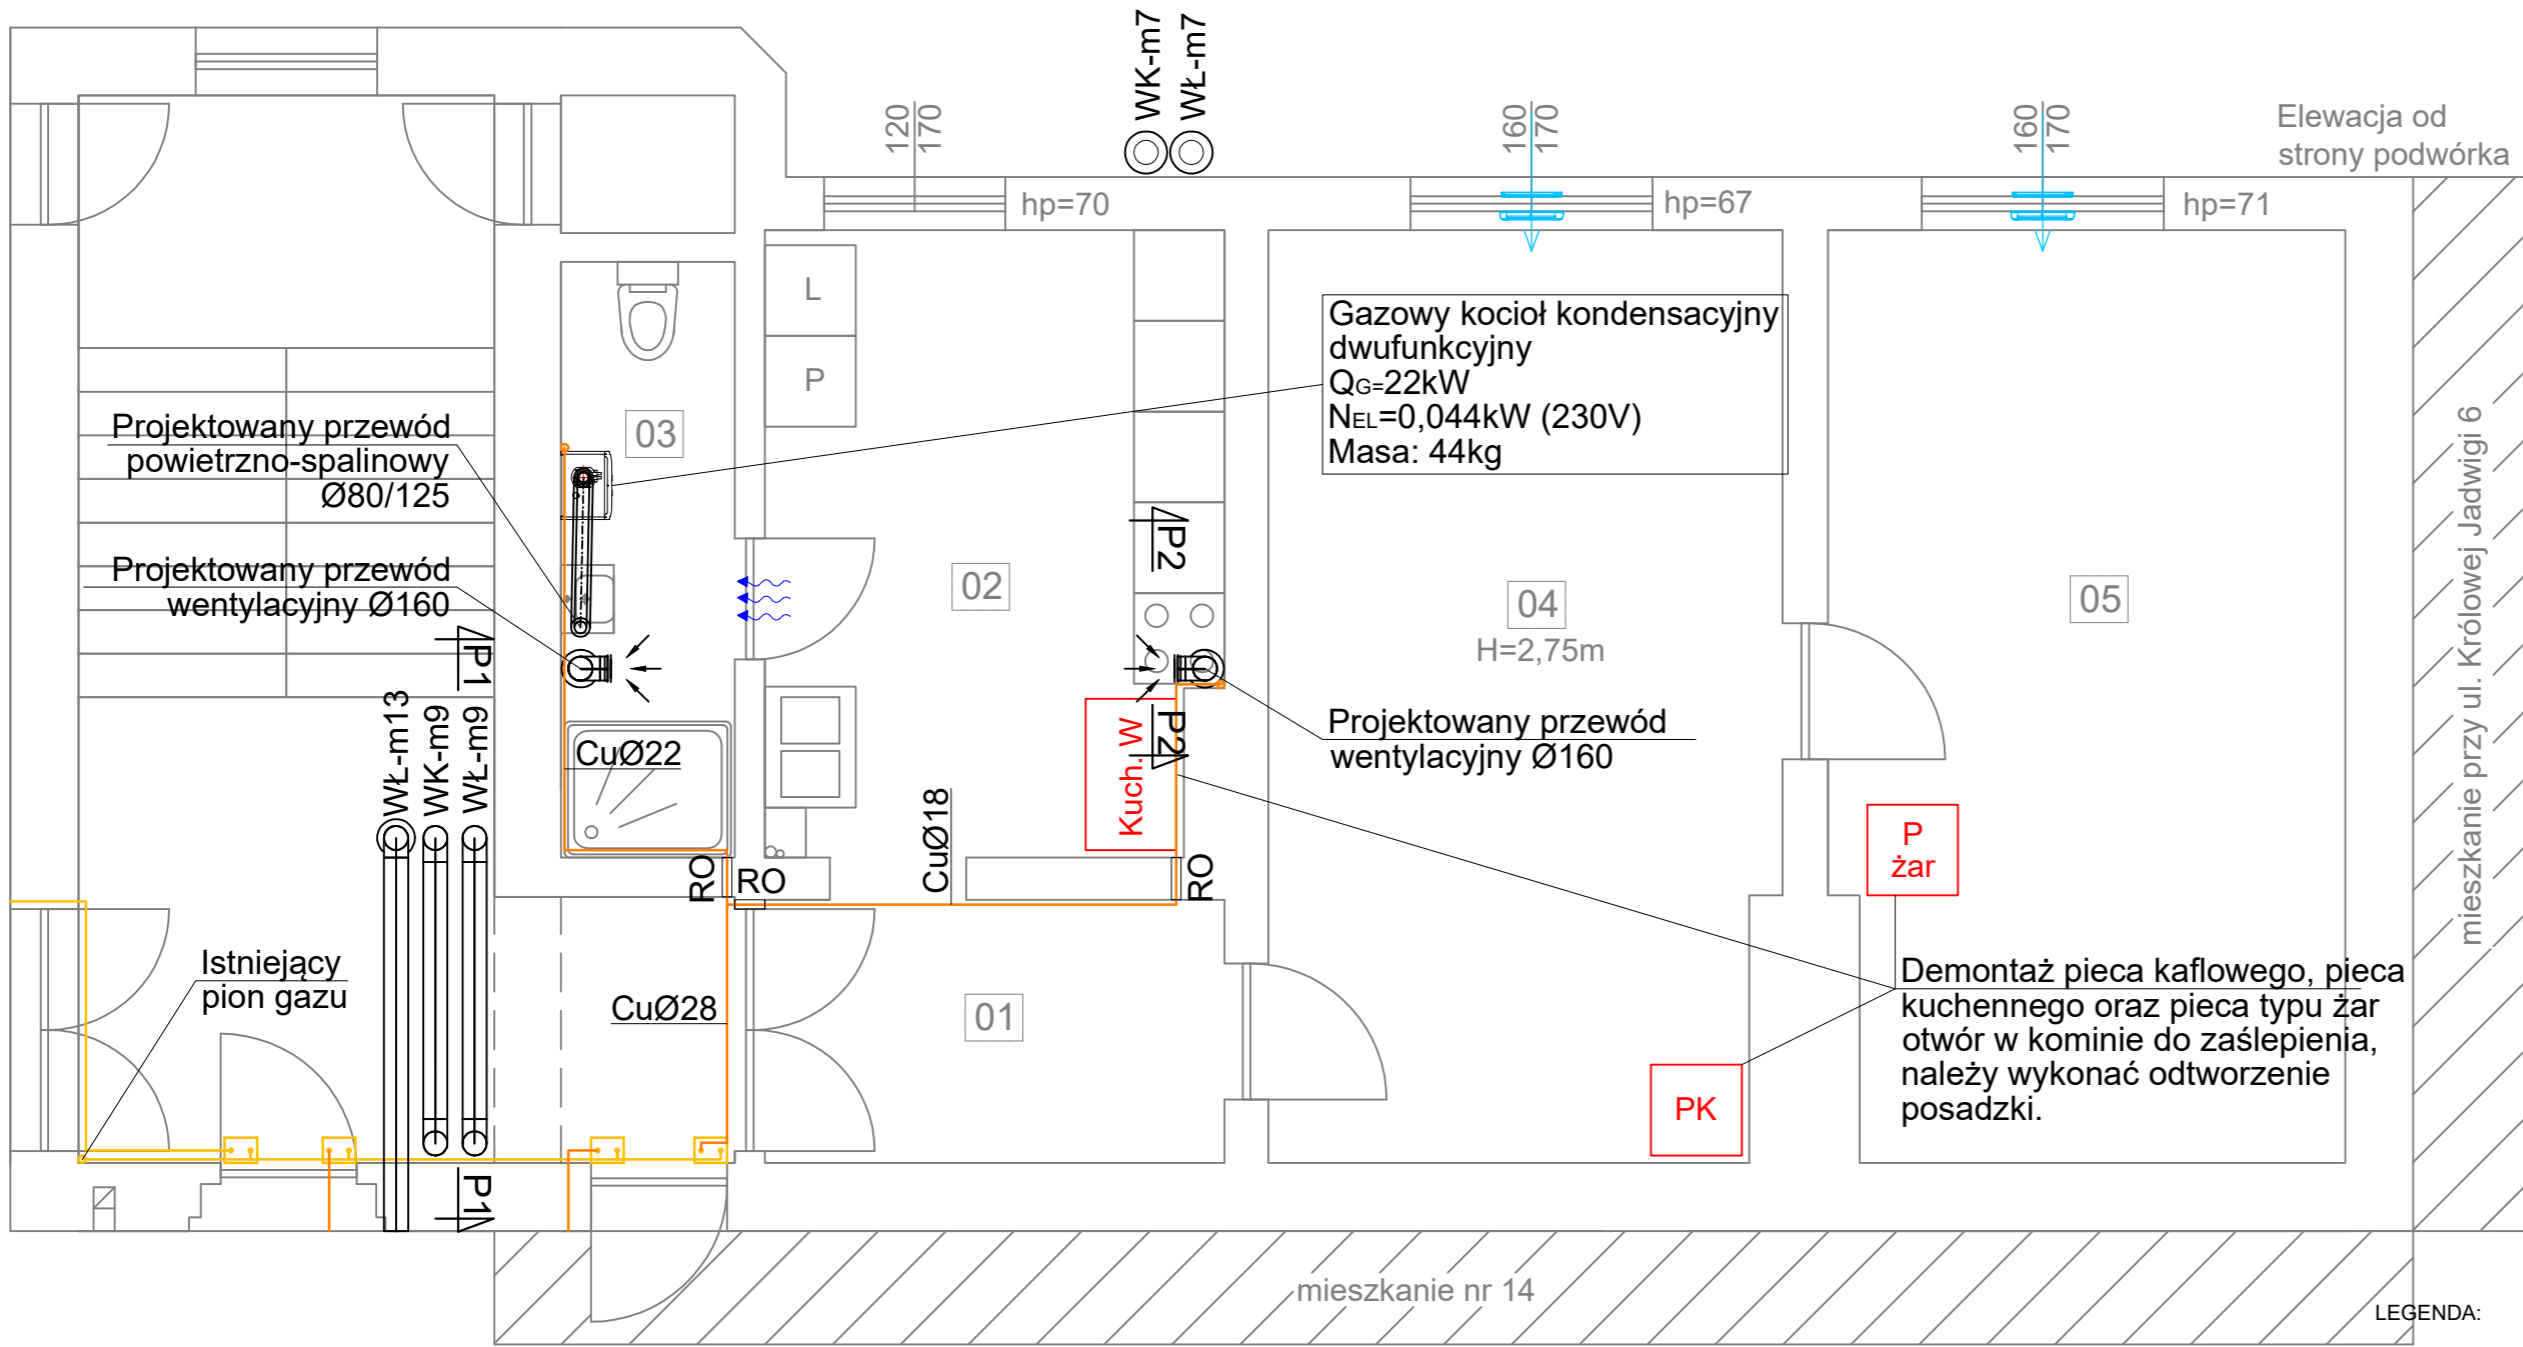 WK-m7
WŁ-m7
120
170
160
170
160
170
Elewacja od
strony podwórka
hp=70
hp=67
hp=71
L
P
Gazowy kocioł kondensacyjny
dwufunkcyjny
QG=22kW
NEL=0,044kW (230V)
Masa: 44kg
Projektowany przewód
powietrzno-spalinowy
Ø80/125
03
mieszkanie przy ul. Królowej Jadwigi 6
P2
Projektowany przewód
wentylacyjny Ø160
02
04
H=2,75m
05
P1
WŁ-m13
WK-m9
WŁ-m9
CuØ22
Kuch. W
P2
Projektowany przewód
wentylacyjny Ø160
CuØ18
P
żar
RO
RO
RO
Istniejący
pion gazu
CuØ28
01
Demontaż pieca kaflowego, pieca
kuchennego oraz pieca typu żar
otwór w kominie do zaślepienia,
należy wykonać odtworzenie
posadzki.
PK
P1
mieszkanie nr 14
LEGENDA: